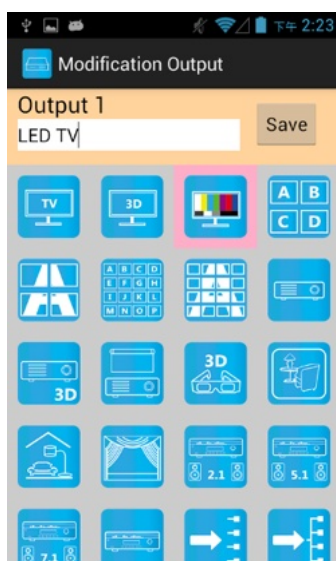 下午 2:23
Modification Output
Output 1
LED TV
Save
TV
3D
A B
C D
A B C D
E F G H
I J K L
M N O P
3D
3D
2.1
5.1
7.1